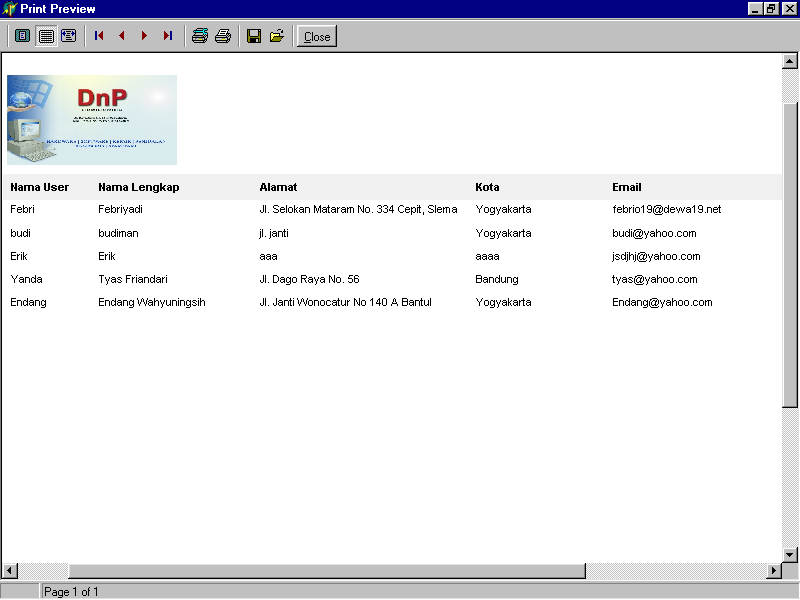 Print Preview
Close
DnP
HARDWARE | SOFTWARE | REPAIR |
Nama User Nama Lengkap Alamat Kota Email
Febri Febriyadi Jl. Selokan Mataram No. 334 Cepit, Slema Yogyakarta febrio19@dewa19.net
budi budiman jl. janti Yogyakarta budi@yahoo.com
Erik Erik aaa aaaa jsdjhj@yahoo.com
Yanda Tyas Friandari Jl. Dago Raya No. 56 Bandung tyas@yahoo.com
Endang Endang Wahyuningsih Jl. Janti Wonocatur No 140 A Bantul Yogyakarta Endang@yahoo.com
Page 1 of 1